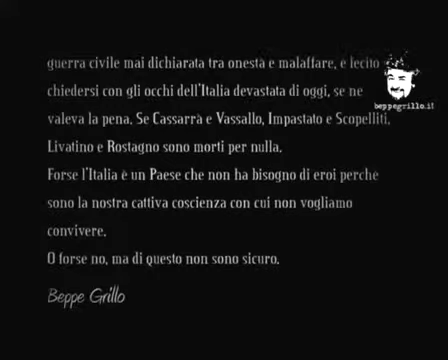 guerra civile mai dichiarata tra onestà e malaffare, è lecito
chiedersi con gli occhi dell'Italia devastata di oggi, se ne
valeva la pena. Se Cassarà e Vassallo, Impastato e Scopelliti,
Livatino e Rostagno sono morti per nulla.
Forse l'Italia è un Paese che non ha bisogno di eroi perchè
sono la nostra cattiva coscienza con cui non vogliamo
convivere.
O forse no, ma di questo non sono sicuro.
Beppe Grillo
beppegrillo.it